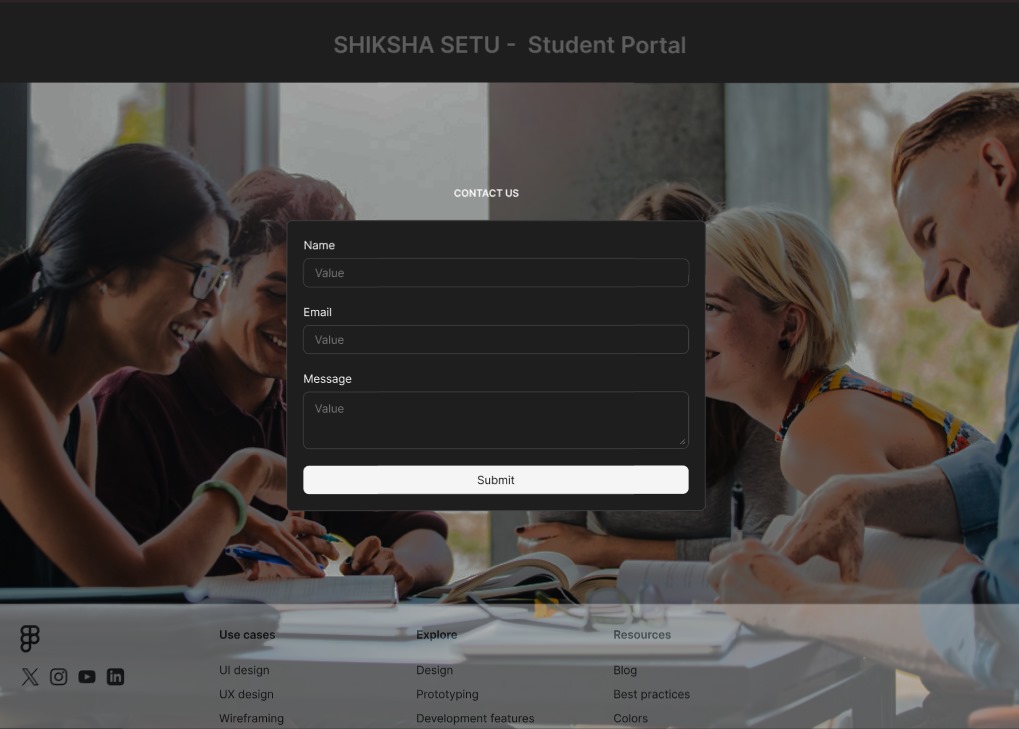 SHIKSHA SETU -  Student Portal
CONTACT US
Name
Value
Email
Value
Message
Value
Submit
Use cases
Explore
Resources
UI design
Design
Blog
UX design
Prototyping
Best practices
Wireframing
Development features
Colors